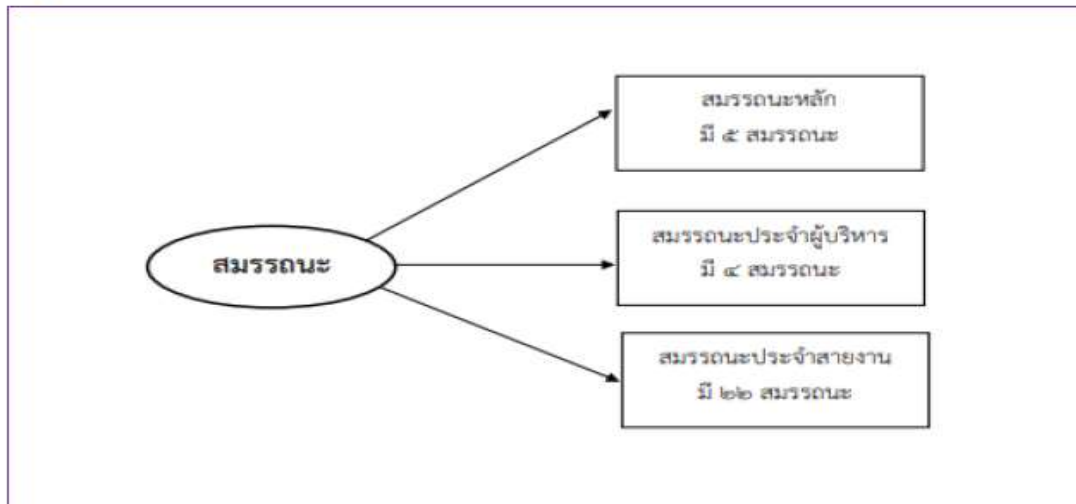 สมรรถนะหลัก
มี ๕ สมรรถนะ
สมรรถนะ
สมรรถนะประจำผู้บริหาร
มี ๔ สมรรถนะ
สมรรถนะประจำสายงาน
มี ๒๒ สมรรถนะ